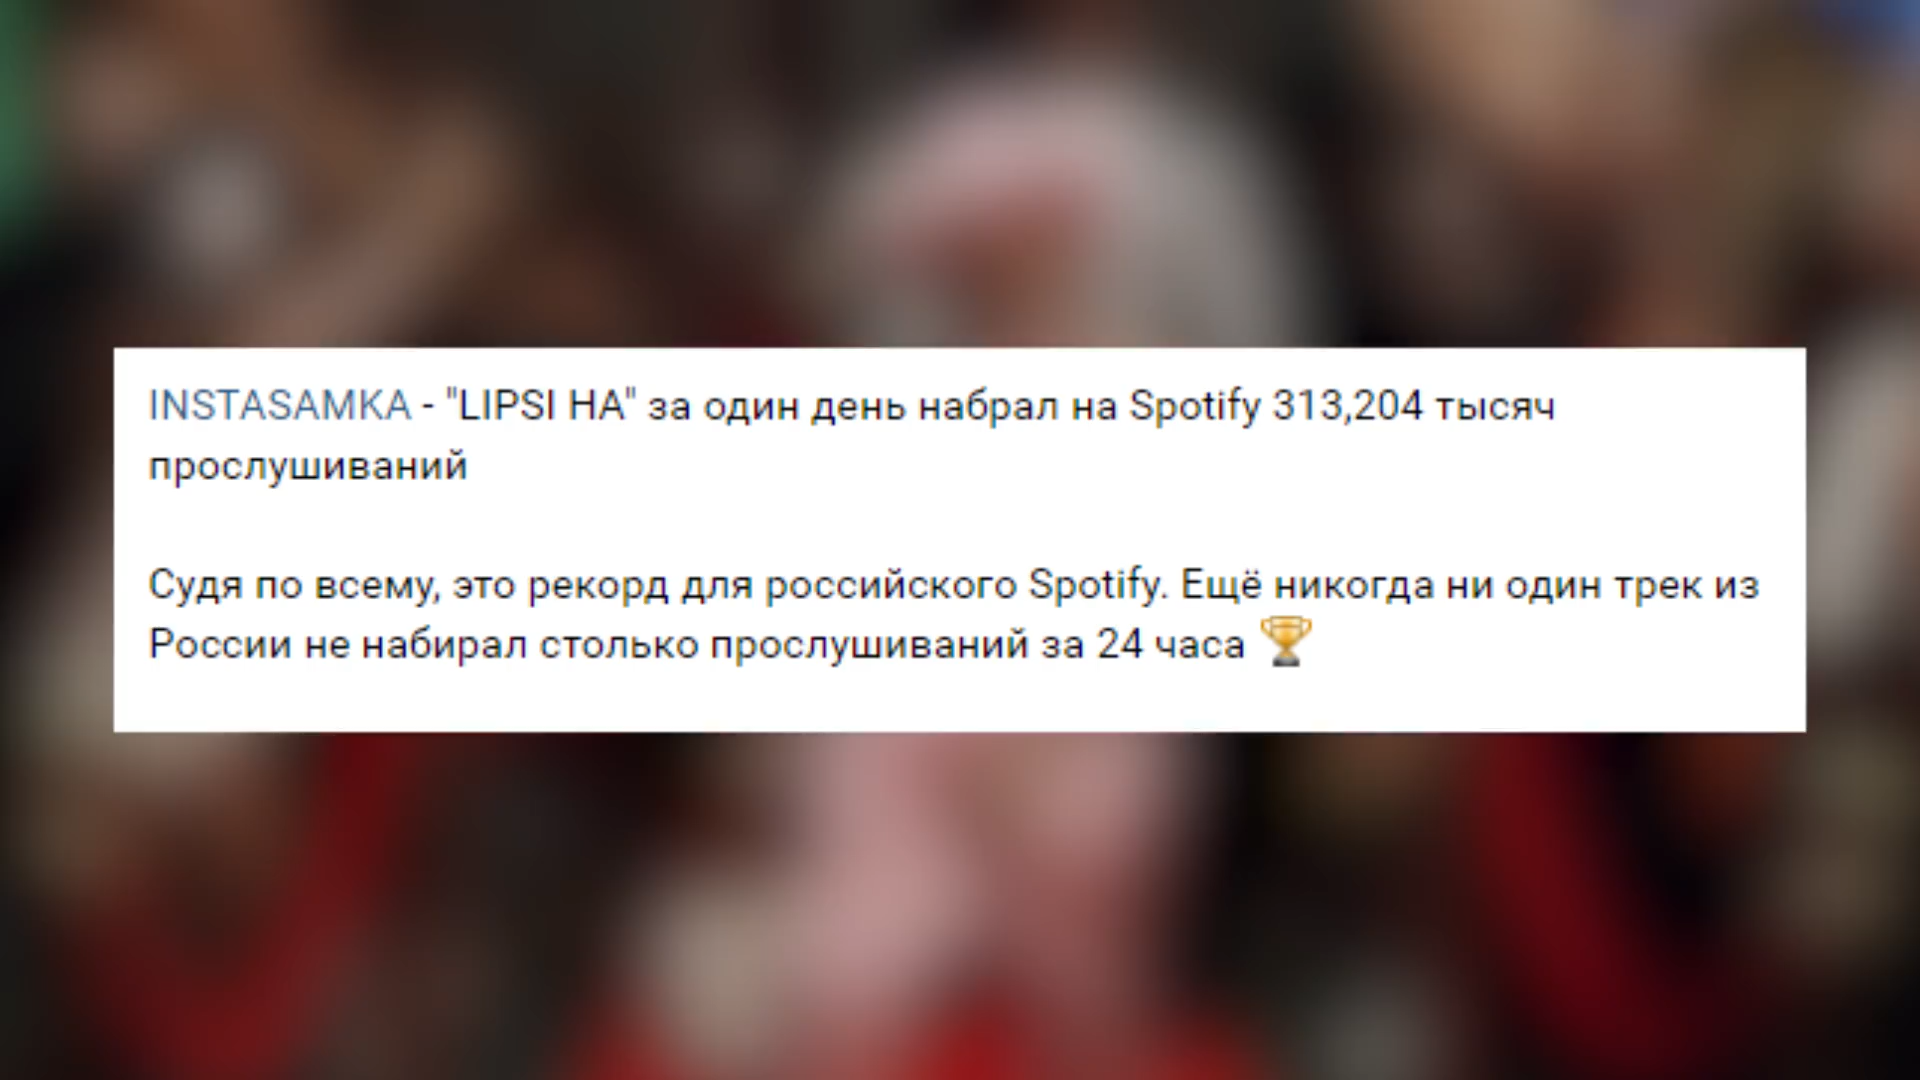 INSTASAMKA - "LIPSI HA" за один день набрал на Spotify 313,204 тысяч
прослушиваний
Судя по всему, это рекорд для российского Spotify. Ещё никогда ни один трек из
России не набирал столько прослушиваний за 24 часа 🏆